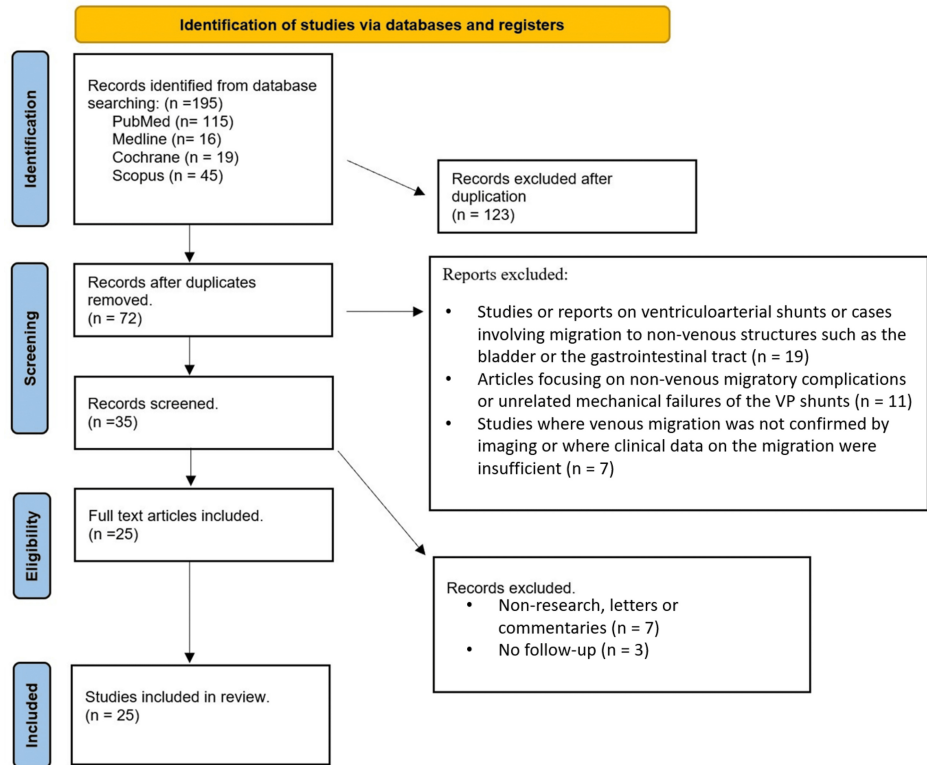 Identification of studies via databases and registers
Identification
Records identified from database
searching: (n =195)
PubMed (n= 115)
Medline (n= 16)
Cochrane (n = 19)
Scopus (n = 45)
Records excluded after
duplication
(n = 123)
Screening
Records after duplicates
removed.
(n = 72)
Reports excluded:
• Studies or reports on ventriculoarterial shunts or cases
involving migration to non-venous structures such as the
bladder or the gastrointestinal tract (n = 19)
• Articles focusing on non-venous migratory complications
or unrelated mechanical failures of the VP shunts (n = 11)
• Studies where venous migration was not confirmed by
imaging or where clinical data on the migration were
insufficient (n = 7)
Records screened.
(n =35)
Eligibility
Full text articles included.
(n =25)
Records excluded.
• Non-research, letters or
commentaries (n = 7)
• No follow-up (n = 3)
Included
Studies included in review.
(n = 25)